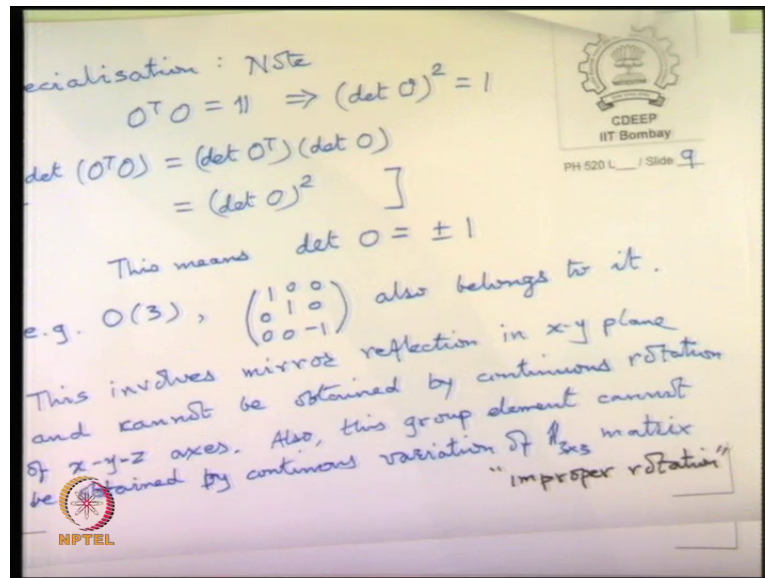 ecialisation : Note
OᵀO = 𝟙 ⇒ (det O)² = 1
det (OᵀO) = (det Oᵀ)(det O)
= (det O)² ]
This means det O = ± 1
e.g. O(3), (1 0 0
0 1 0
0 0 -1) also belongs to it.
This involves mirror reflection in x-y plane
and cannot be obtained by continuous rotation
of x-y-z axes. Also, this group element cannot
be obtained by continous variation of 𝟙₃ₓ₃ matrix
"improper rotation"
CDEEP
IIT Bombay
PH 520 L___ / Slide 9
NPTEL